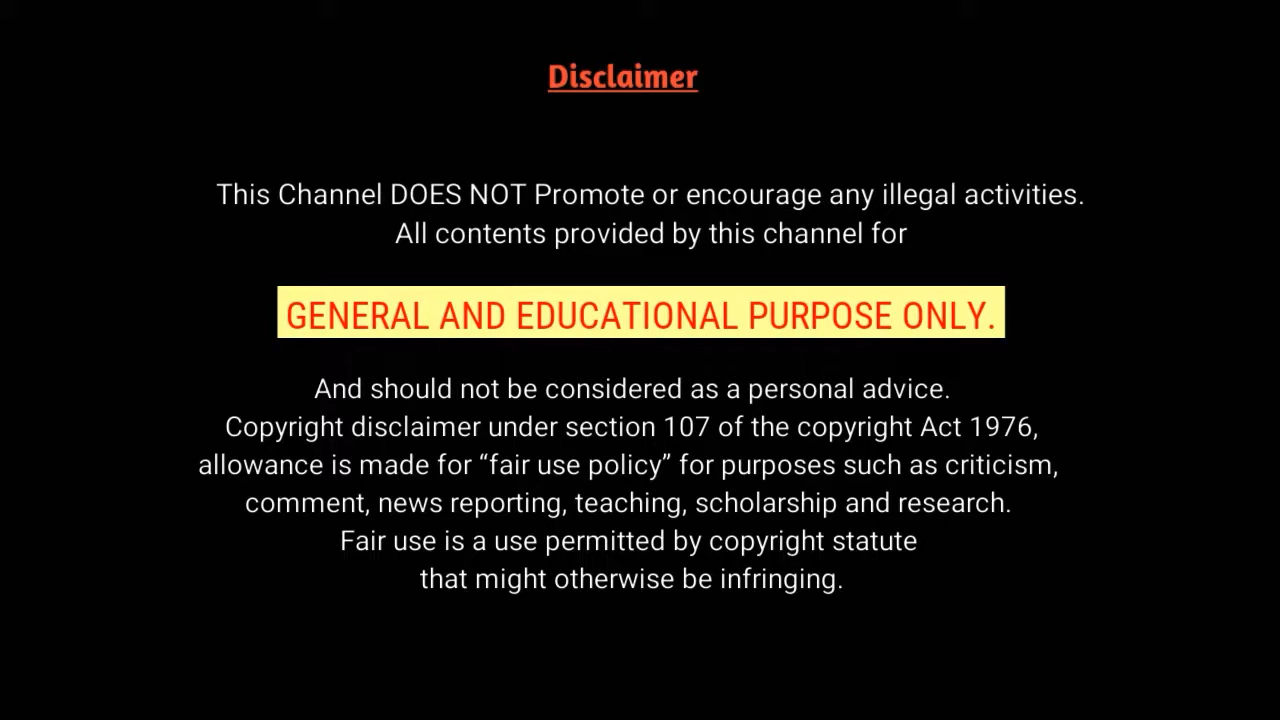 Disclaimer
This Channel DOES NOT Promote or encourage any illegal activities.
All contents provided by this channel for
GENERAL AND EDUCATIONAL PURPOSE ONLY.
And should not be considered as a personal advice.
Copyright disclaimer under section 107 of the copyright Act 1976,
allowance is made for “fair use policy” for purposes such as criticism,
comment, news reporting, teaching, scholarship and research.
Fair use is a use permitted by copyright statute
that might otherwise be infringing.